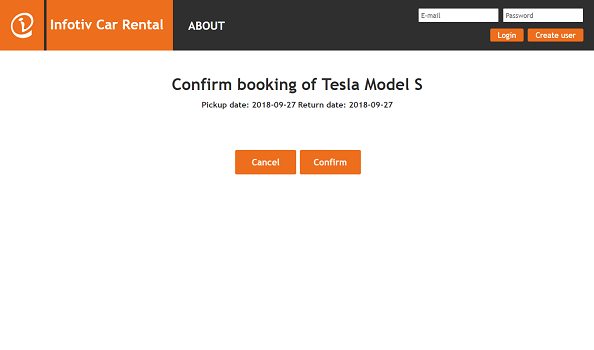 Infotiv Car Rental
ABOUT
E-mail
Password
Login
Create user
Confirm booking of Tesla Model S
Pickup date: 2018-09-27 Return date: 2018-09-27
Cancel
Confirm